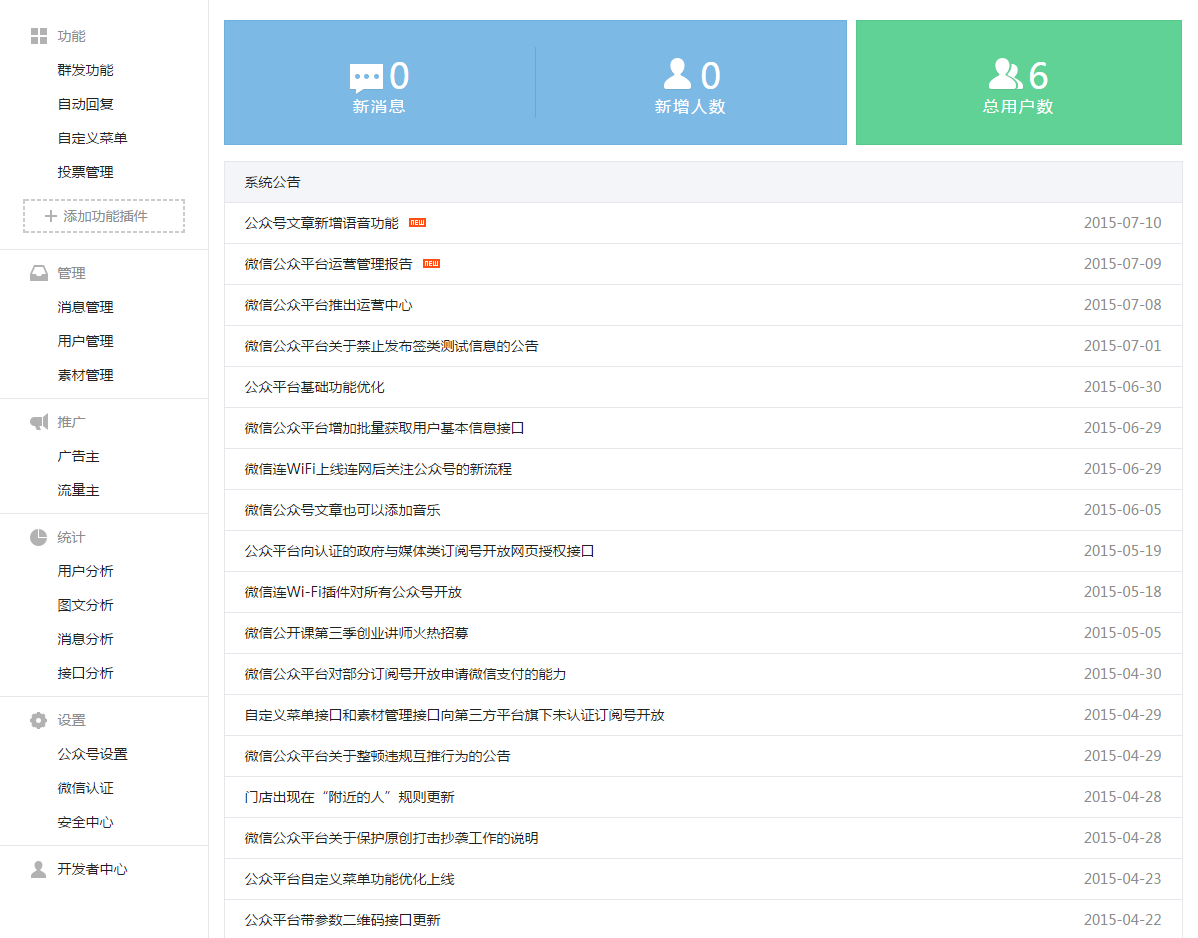 功能
群发功能
自动回复
自定义菜单
投票管理
添加功能插件
管理
消息管理
用户管理
素材管理
推广
广告主
流量主
统计
用户分析
图文分析
消息分析
接口分析
设置
公众号设置
微信认证
安全中心
开发者中心
0
新消息
0
新增人数
6
总用户数
系统公告
公众号文章新增语音功能 NEW 2015-07-10
微信公众平台运营管理报告 NEW 2015-07-09
微信公众平台推出运营中心 2015-07-08
微信公众平台关于禁止发布签类测试信息的公告 2015-07-01
公众平台基础功能优化 2015-06-30
微信公众平台增加批量获取用户基本信息接口 2015-06-29
微信连WiFi上线连网后关注公众号的新流程 2015-06-29
微信公众号文章也可以添加音乐 2015-06-05
公众平台向认证的政府与媒体类订阅号开放网页授权接口 2015-05-19
微信连Wi-Fi插件对所有公众号开放 2015-05-18
微信公开课第三季创业讲师火热招募 2015-05-05
微信公众平台对部分订阅号开放申请微信支付的能力 2015-04-30
自定义菜单接口和素材管理接口向第三方平台旗下未认证订阅号开放 2015-04-29
微信公众平台关于整顿违规互推行为的公告 2015-04-29
门店出现在“附近的人”规则更新 2015-04-28
微信公众平台关于保护原创打击抄袭工作的说明 2015-04-28
公众平台自定义菜单功能优化上线 2015-04-23
公众平台带参数二维码接口更新 2015-04-22